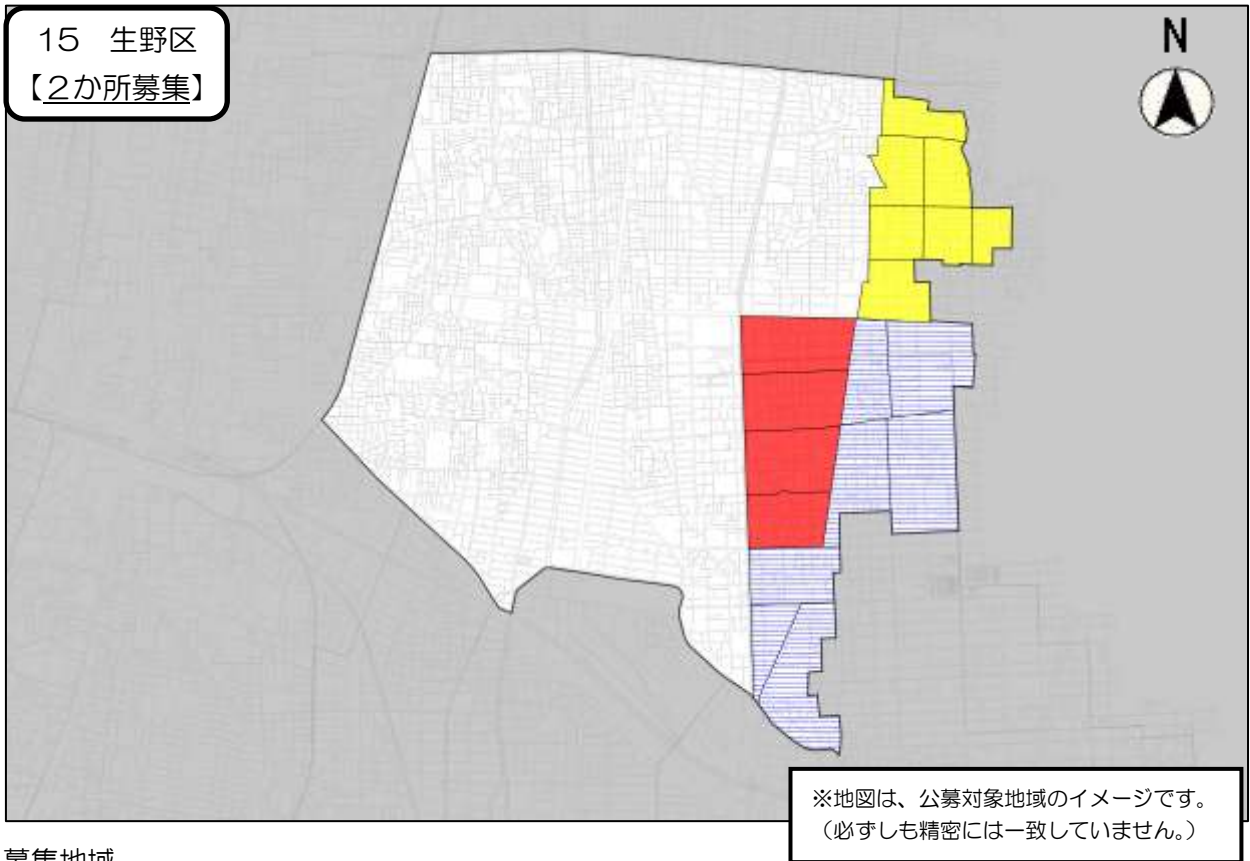 15　生野区
【２か所募集】
N
※地図は、公募対象地域のイメージです。
（必ずしも精密には一致していません。）
募集地域